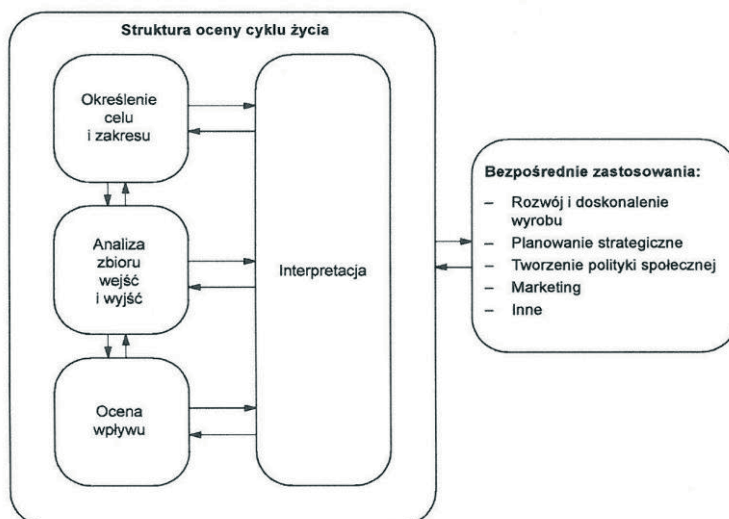 Struktura oceny cyklu życia
Określenie
celu
i zakresu
Analiza
zbioru
wejść
i wyjść
Ocena
wpływu
Interpretacja
Bezpośrednie zastosowania:
– Rozwój i doskonalenie
wyrobu
– Planowanie strategiczne
– Tworzenie polityki społecznej
– Marketing
– Inne